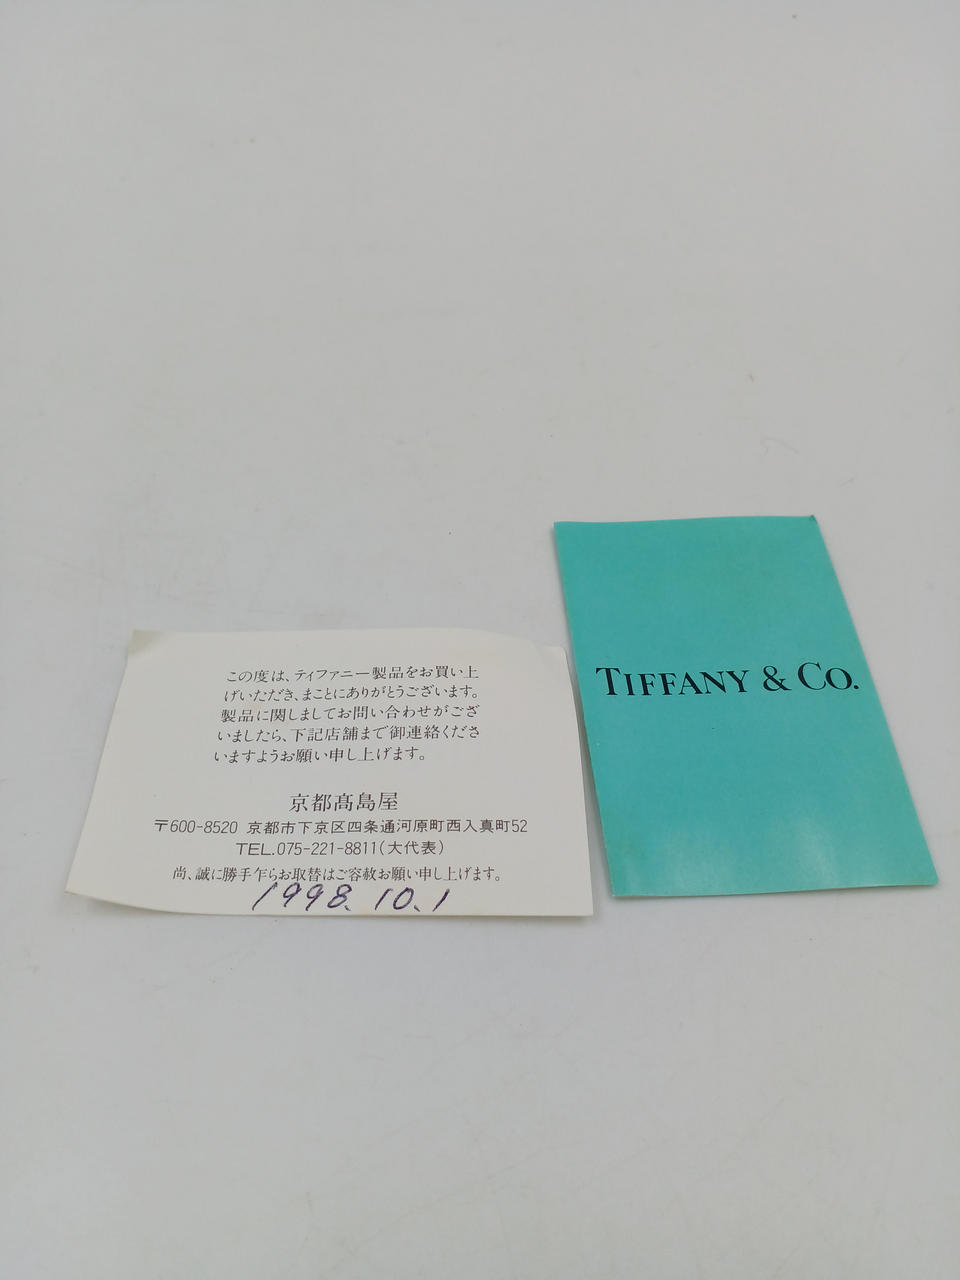 この度は、ティファニー製品をお買い上
げいただき、まことにありがとうございます。
製品に関しましてお問い合わせがござ
いましたら、下記店舗まで御連絡くださ
いますようお願い申し上げます。
京都髙島屋
〒600-8520 京都市下京区四条通河原町西入真町52
TEL.075-221-8811(大代表)
尚、誠に勝手乍らお取替はご容赦お願い申し上げます。
1998.10.1
TIFFANY & CO.